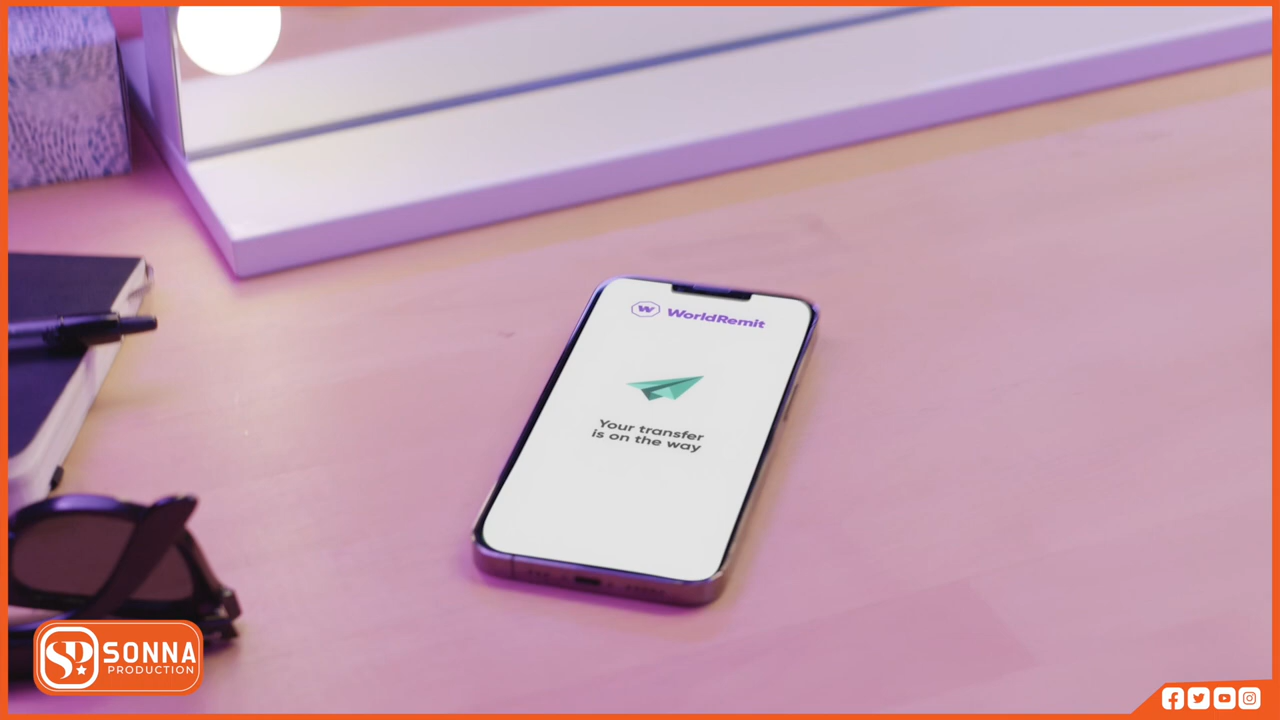 WorldRemit
Your transfer
is on the way
SONNA
PRODUCTION